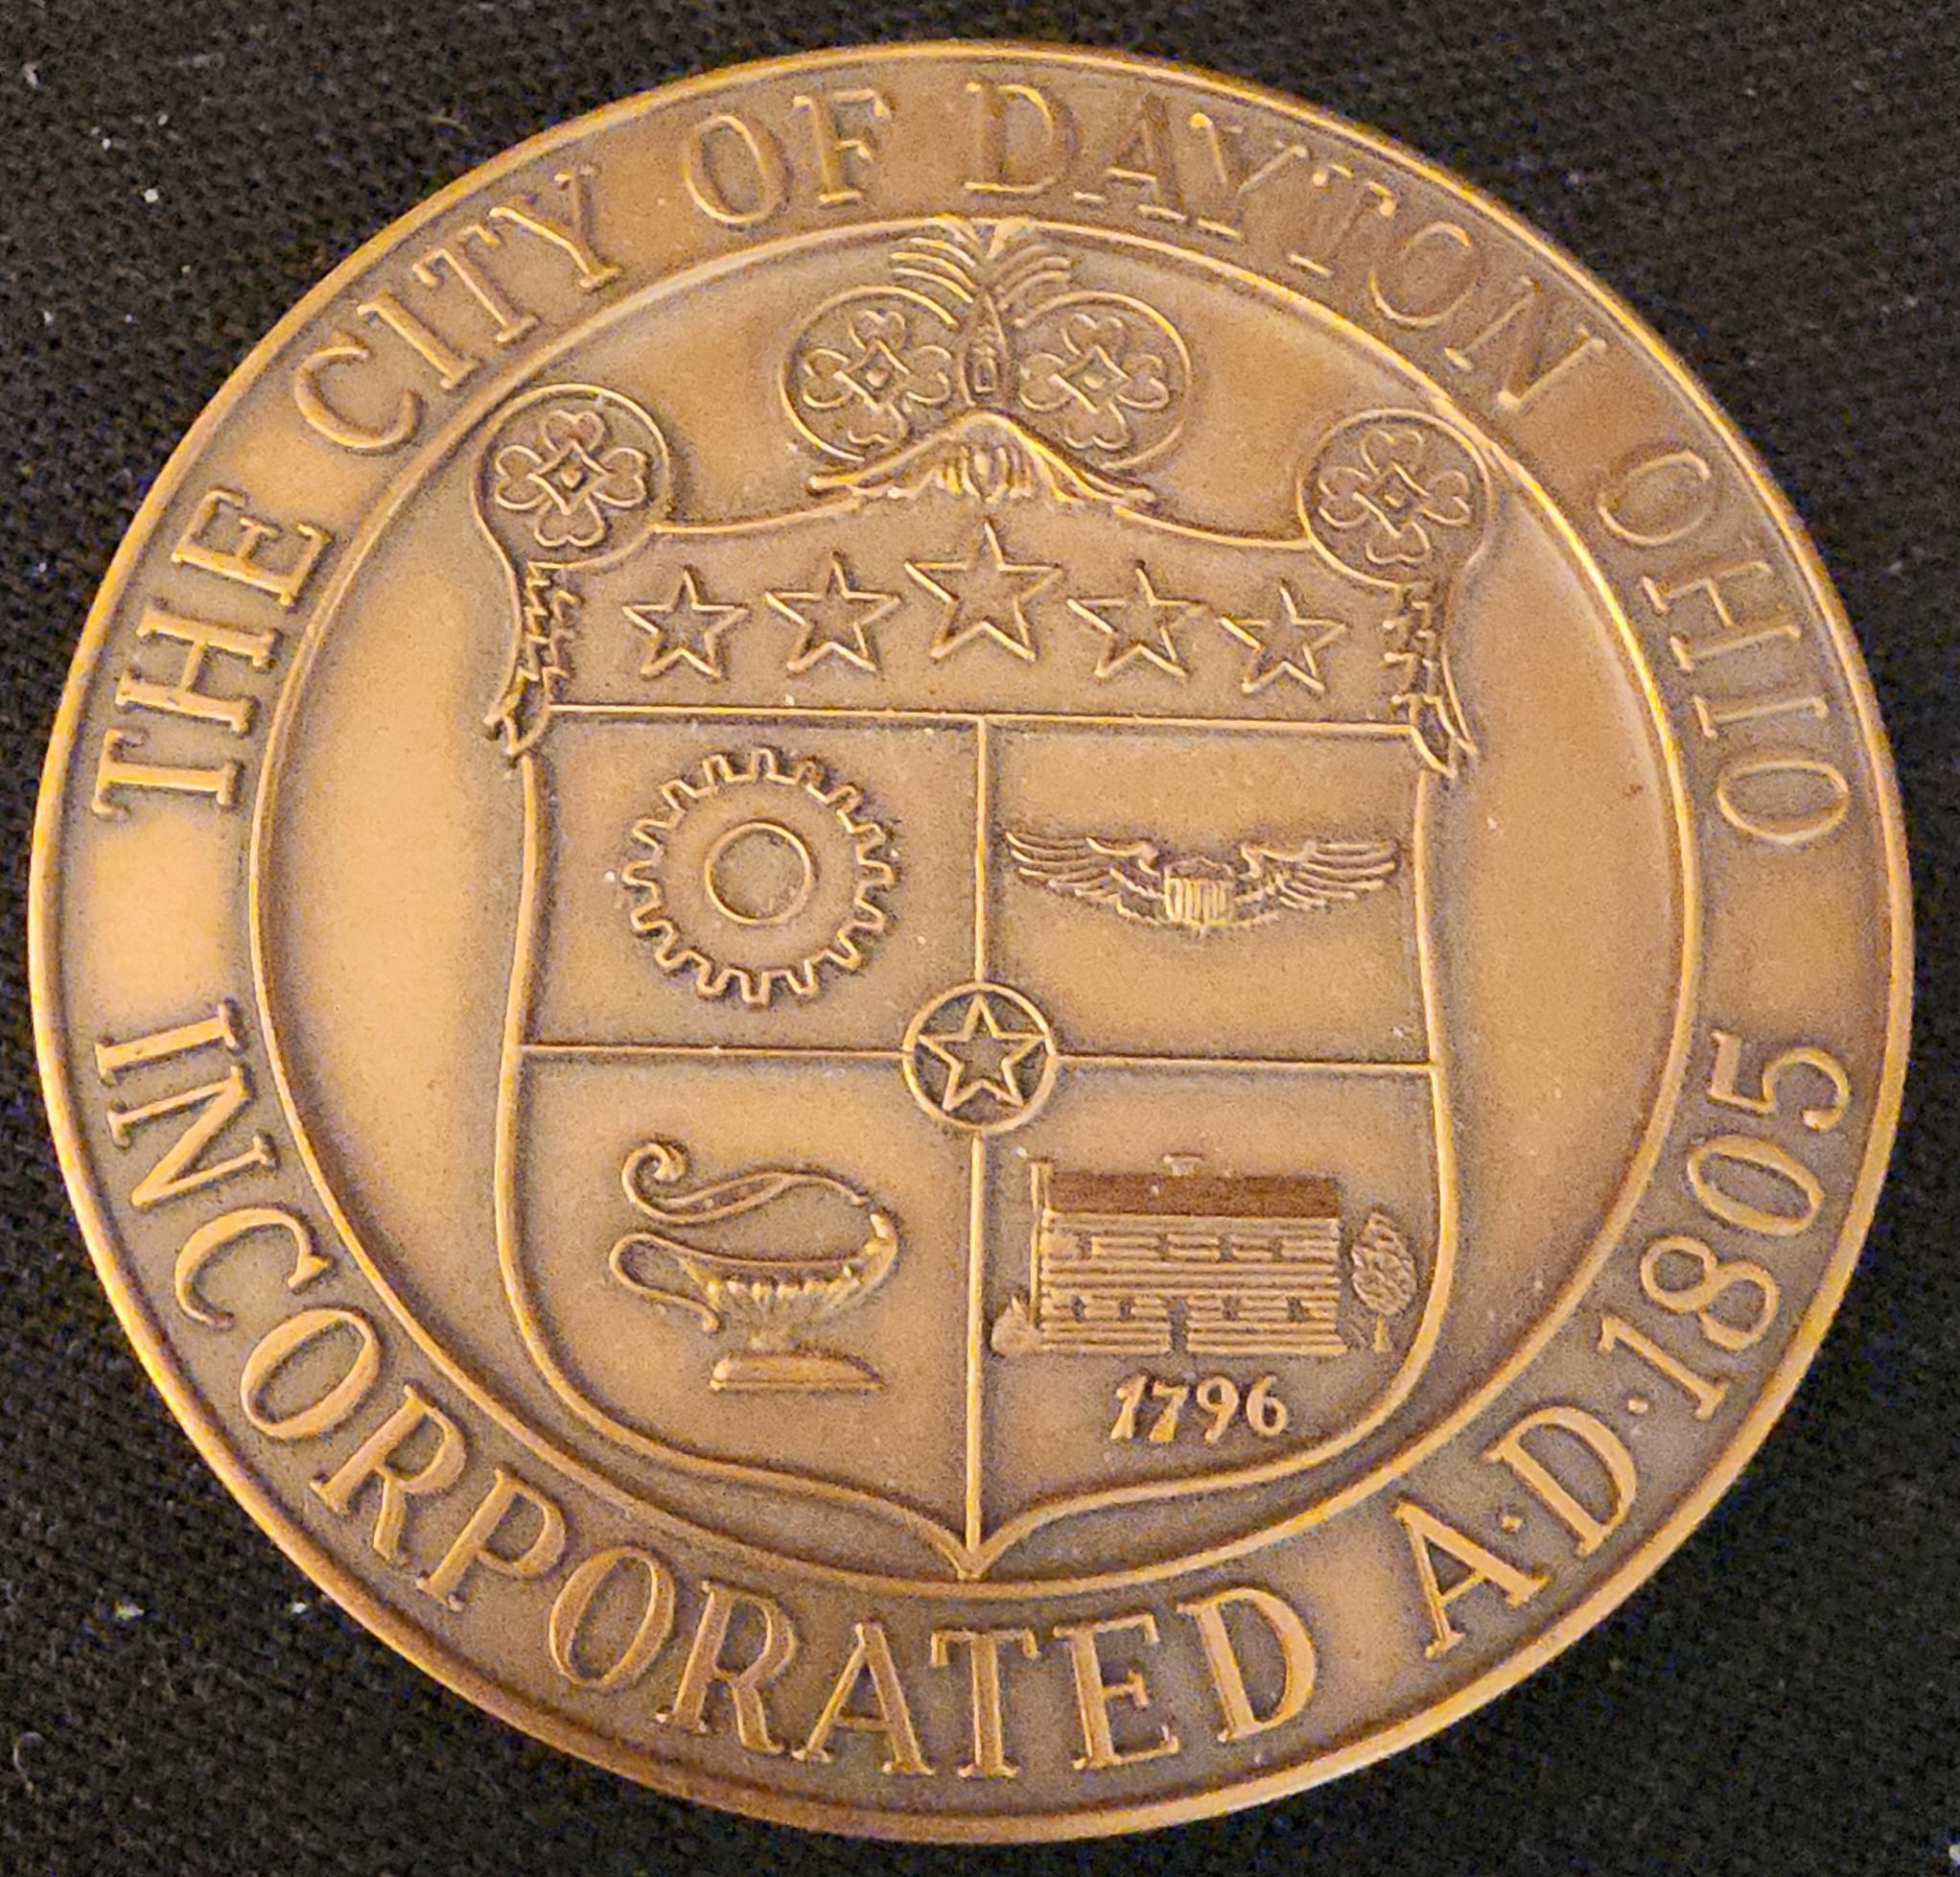 THE CITY OF DAYTON OHIO
INCORPORATED A·D·1805
1796